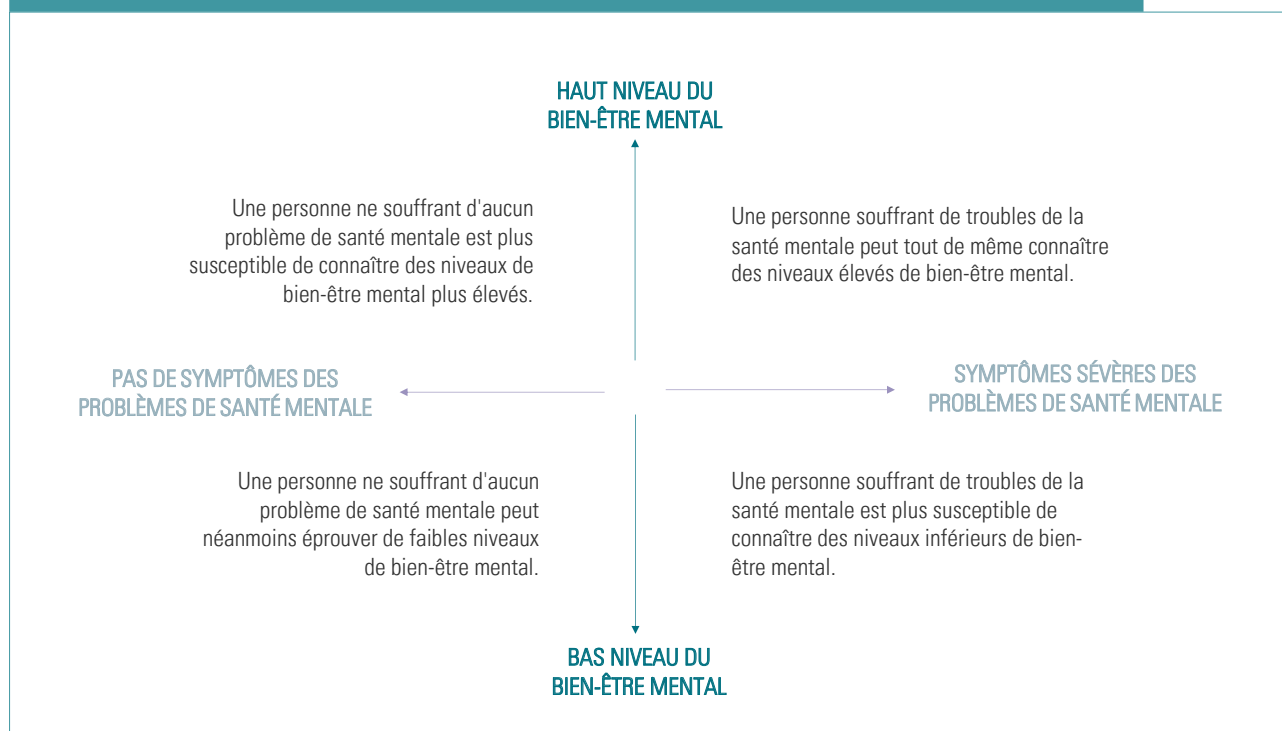 HAUT NIVEAU DU
BIEN-ÊTRE MENTAL
Une personne ne souffrant d'aucun
problème de santé mentale est plus
susceptible de connaître des niveaux de
bien-être mental plus élevés.
Une personne souffrant de troubles de la
santé mentale peut tout de même connaître
des niveaux élevés de bien-être mental.
PAS DE SYMPTÔMES DES
PROBLÈMES DE SANTÉ MENTALE
SYMPTÔMES SÉVÈRES DES
PROBLÈMES DE SANTÉ MENTALE
Une personne ne souffrant d'aucun
problème de santé mentale peut
néanmoins éprouver de faibles niveaux
de bien-être mental.
Une personne souffrant de troubles de la
santé mentale est plus susceptible de
connaître des niveaux inférieurs de bien-
être mental.
BAS NIVEAU DU
BIEN-ÊTRE MENTAL